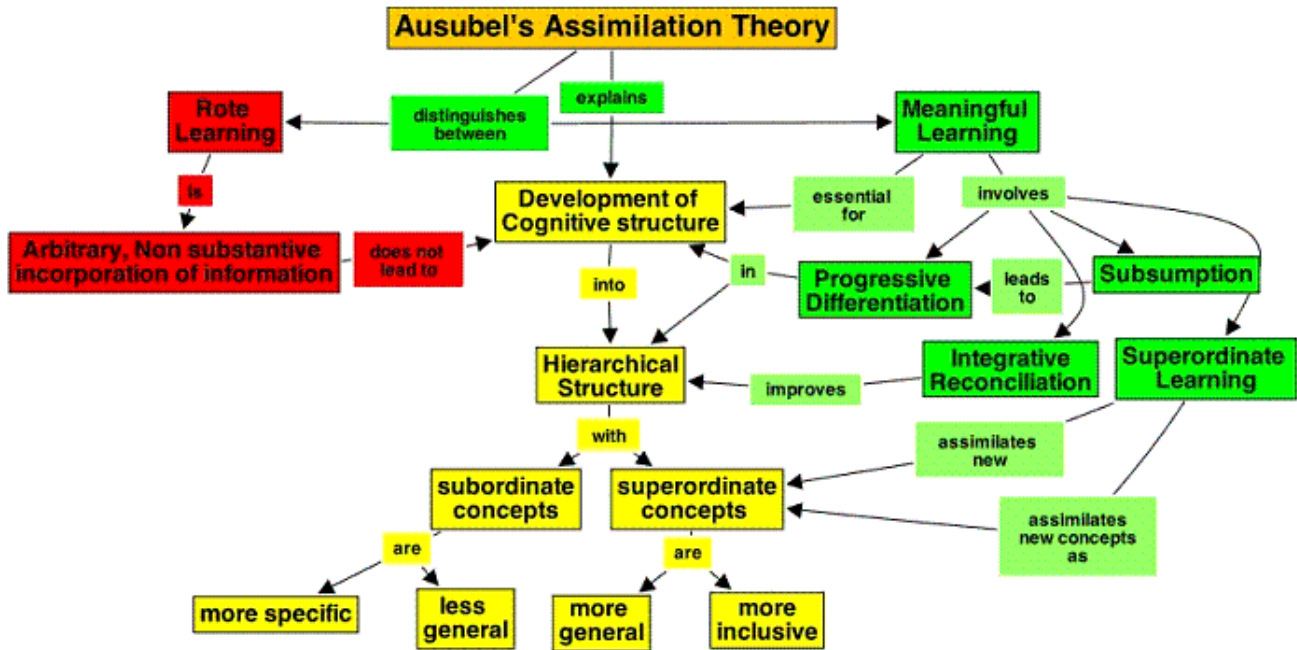 Ausubel's Assimilation Theory
explains
Rote
Learning
distinguishes
between
Meaningful
Learning
is
Development of
Cognitive structure
essential
for
involves
Arbitrary, Non substantive
incorporation of information
does not
lead to
into
in
Progressive
Differentiation
leads
to
Subsumption
Hierarchical
Structure
improves
Integrative
Reconciliation
Superordinate
Learning
with
assimilates
new
subordinate
concepts
superordinate
concepts
assimilates
new concepts
as
are
are
more specific
less
general
more
general
more
inclusive